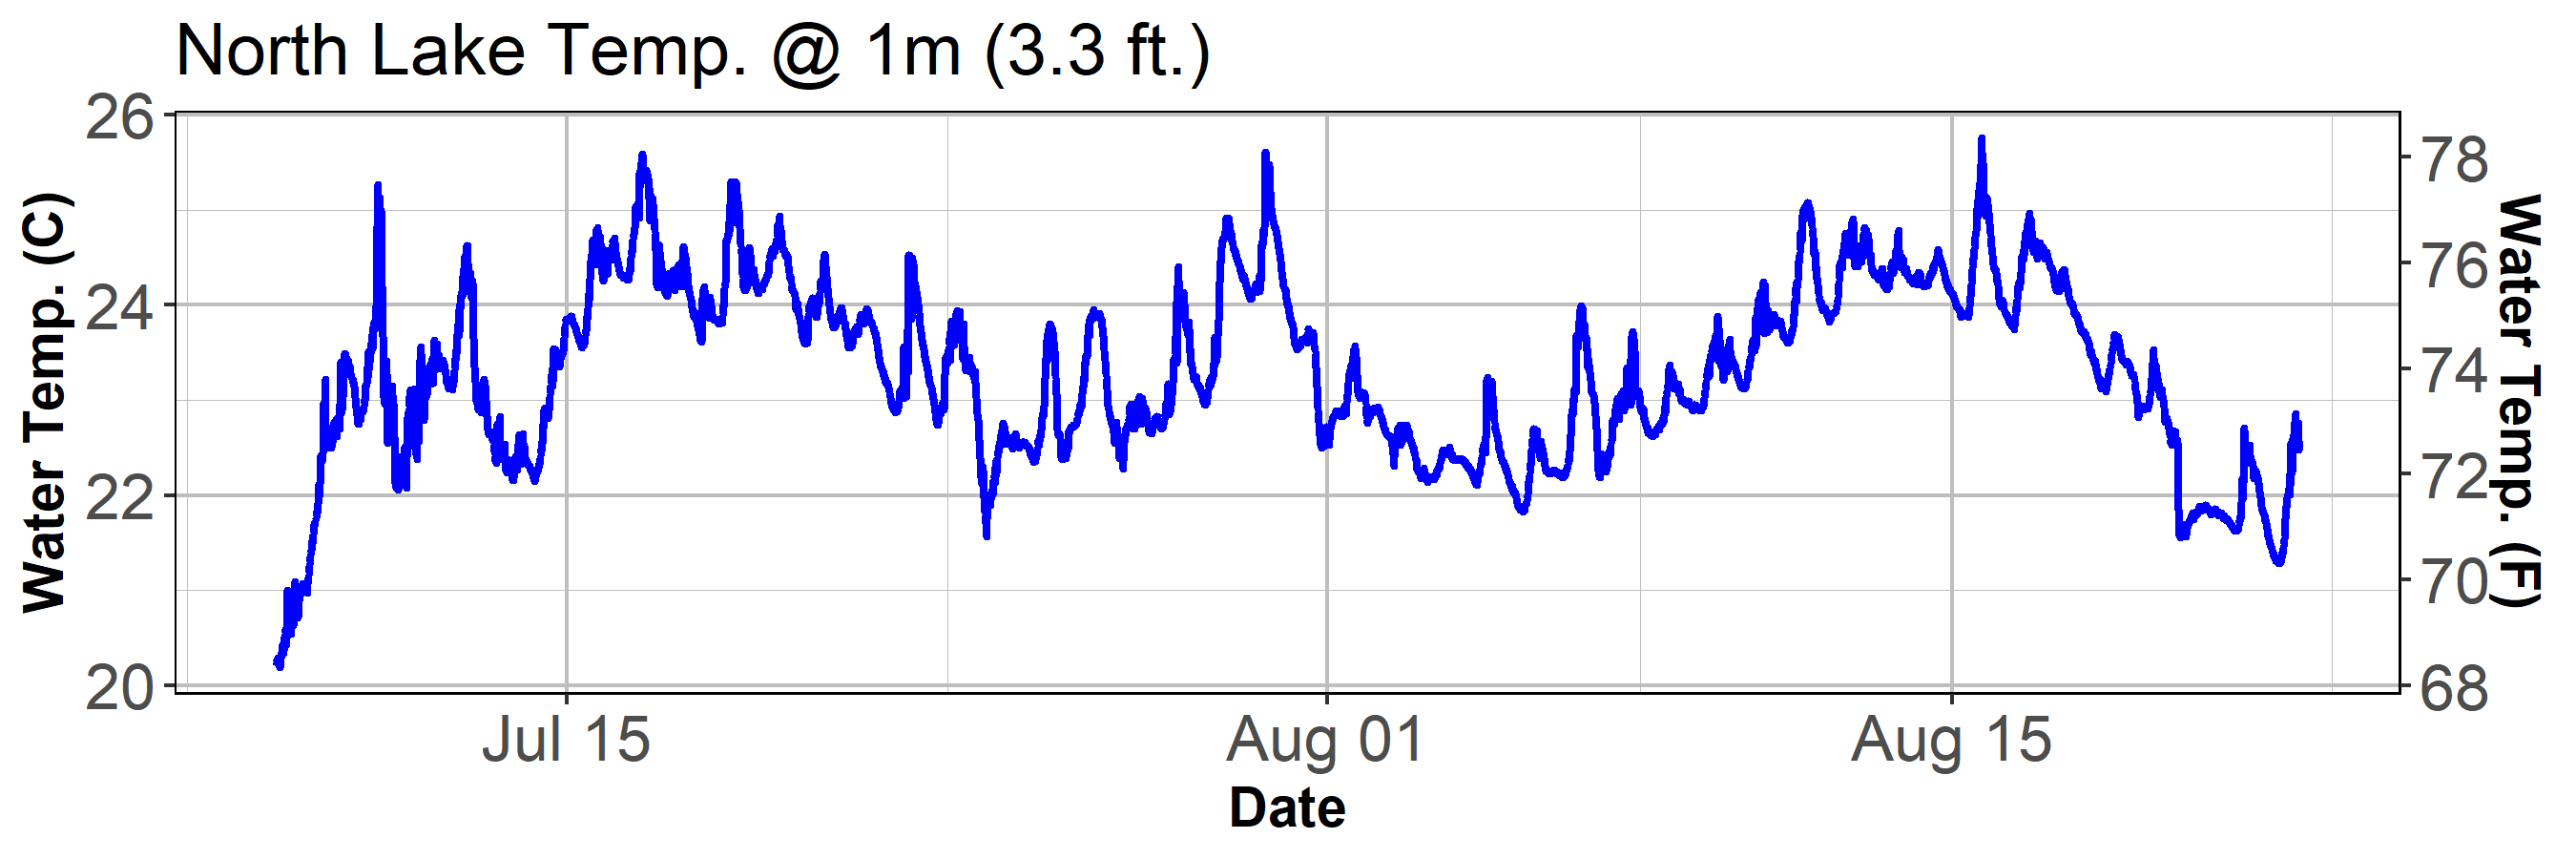 North Lake Temp. @ 1m (3.3 ft.)
Water Temp. (C)
26
24
22
20
78
76
74
72
70
68
Water Temp. (F)
Jul 15
Aug 01
Aug 15
Date